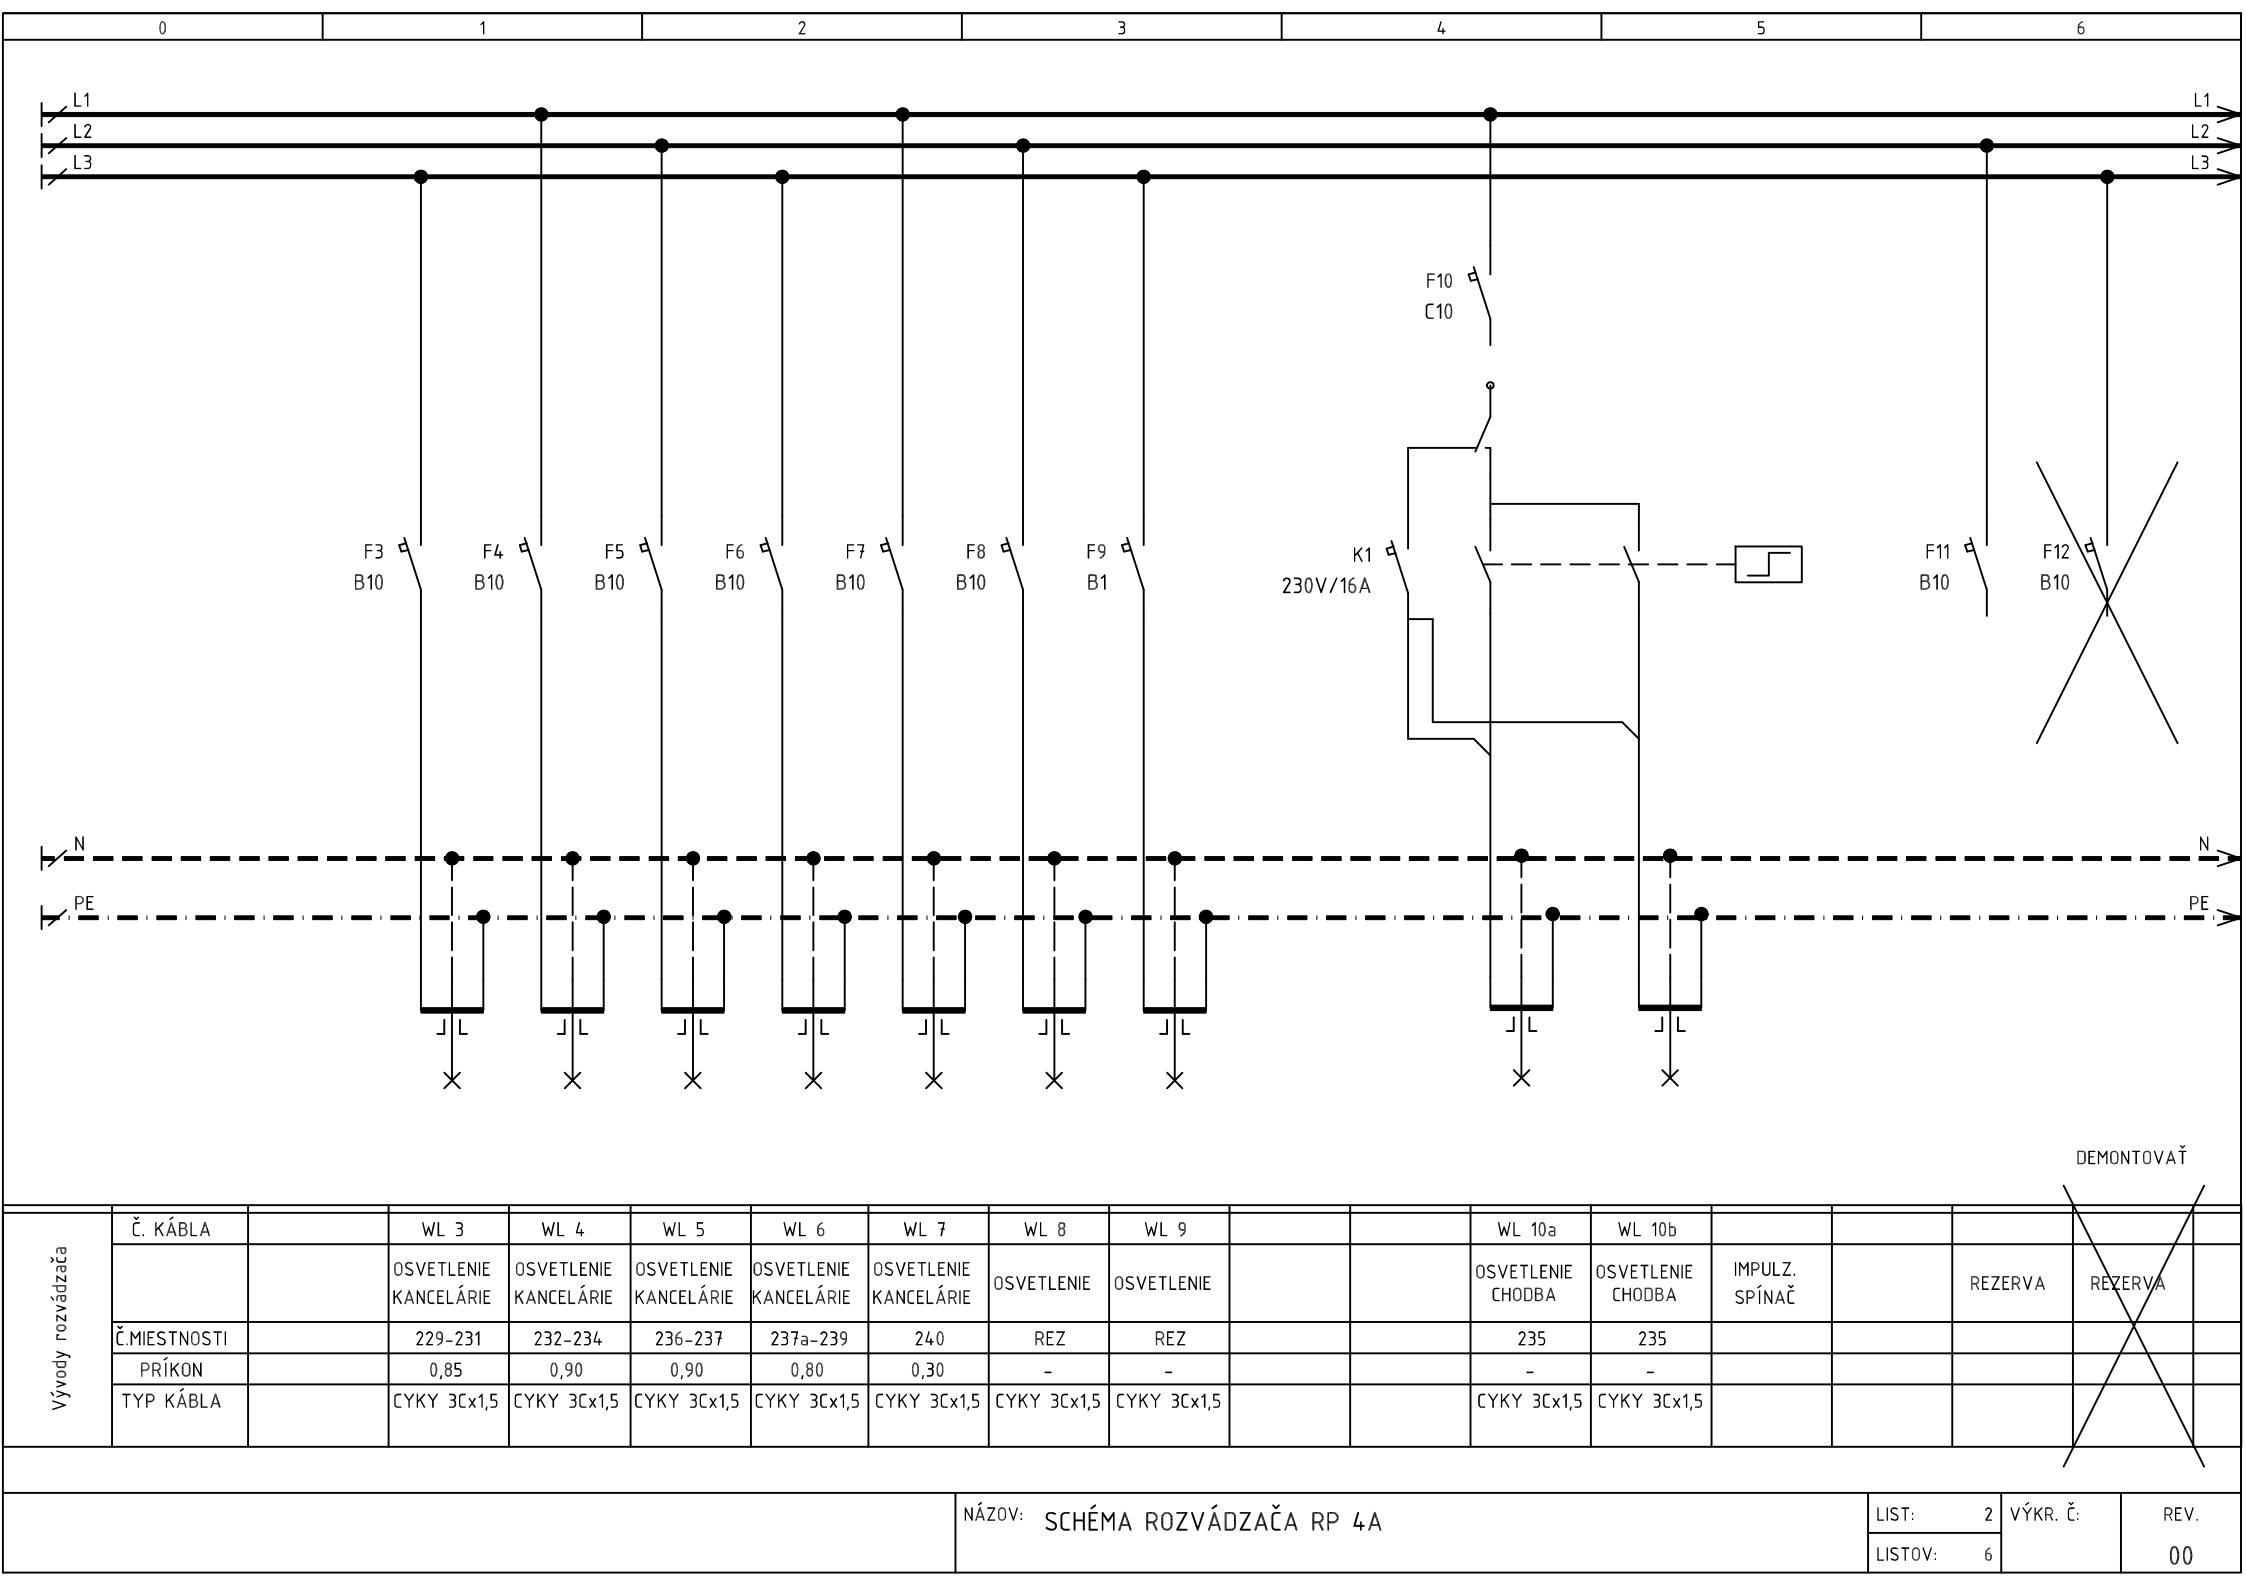 0 1 2 3 4 5 6
L1 L1
L2 L2
L3 L3
F10
C10
F3 F4 F5 F6 F7 F8 F9 K1 F11 F12
B10 B10 B10 B10 B10 B10 B1 230V/16A B10 B10
N N
PE PE
DEMONTOVAŤ
Vývody rozvádzača
Č. KÁBLA WL 3 WL 4 WL 5 WL 6 WL 7 WL 8 WL 9 WL 10a WL 10b
OSVETLENIE OSVETLENIE OSVETLENIE OSVETLENIE OSVETLENIE OSVETLENIE OSVETLENIE OSVETLENIE OSVETLENIE IMPULZ. REZERVA REZERVA
KANCELÁRIE KANCELÁRIE KANCELÁRIE KANCELÁRIE KANCELÁRIE CHODBA CHODBA SPÍNAČ
Č.MIESTNOSTI 229-231 232-234 236-237 237a-239 240 REZ REZ 235 235
PRÍKON 0,85 0,90 0,90 0,80 0,30 - - - -
TYP KÁBLA CYKY 3Cx1,5 CYKY 3Cx1,5 CYKY 3Cx1,5 CYKY 3Cx1,5 CYKY 3Cx1,5 CYKY 3Cx1,5 CYKY 3Cx1,5 CYKY 3Cx1,5 CYKY 3Cx1,5
NÁZOV: SCHÉMA ROZVÁDZAČA RP 4A
LIST: 2 VÝKR. Č: REV.
LISTOV: 6 00